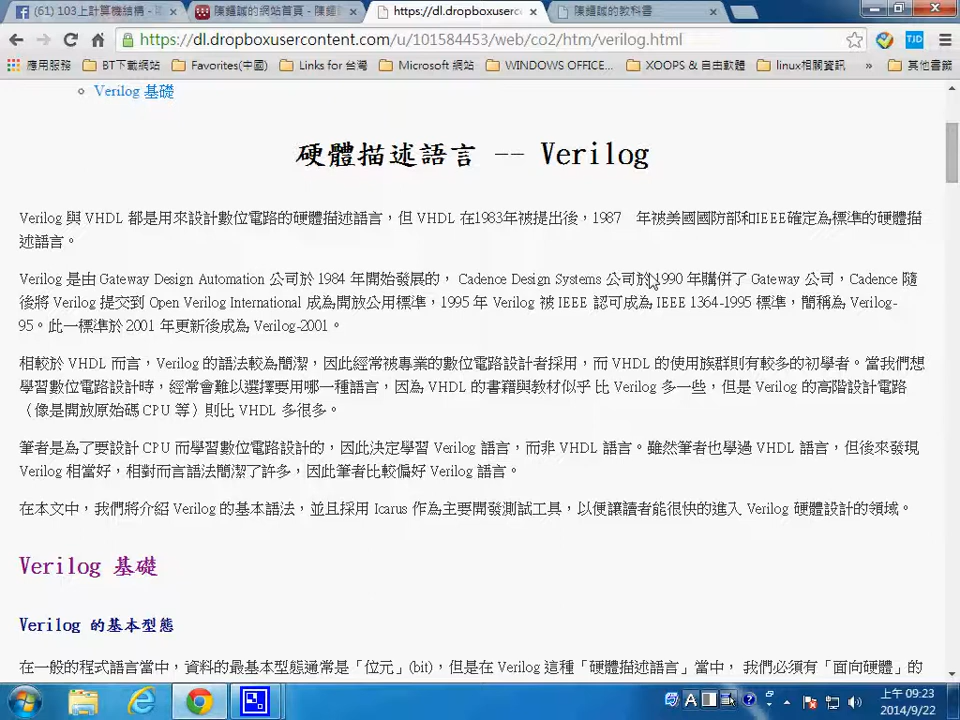 (61) 103上計算機結構 -
陳鍾誠的網站首頁 - 陳鍾
https://dl.dropboxuserc
陳鍾誠的教科書
https://dl.dropboxusercontent.com/u/101584453/web/co2/htm/verilog.html
應用服務 BT下載網站 Favorites(中國) Links for 台灣 Microsoft 網站 WINDOWS OFFICE... XOOPS & 自由軟體 linux相關資訊 » 其他書籤
Verilog 基礎
硬體描述語言 -- Verilog
Verilog 與 VHDL 都是用來設計數位電路的硬體描述語言，但 VHDL 在1983年被提出後，1987 年被美國國防部和IEEE確定為標準的硬體描
述語言。
Verilog 是由 Gateway Design Automation 公司於 1984 年開始發展的， Cadence Design Systems 公司於1990 年購併了 Gateway 公司，Cadence 隨
後將 Verilog 提交到 Open Verilog International 成為開放公用標準，1995 年 Verilog 被 IEEE 認可成為 IEEE 1364-1995 標準，簡稱為 Verilog-
95。此一標準於 2001 年更新後成為 Verilog-2001。
相較於 VHDL 而言，Verilog 的語法較為簡潔，因此經常被專業的數位電路設計者採用，而 VHDL 的使用族群則有較多的初學者。當我們想
學習數位電路設計時，經常會難以選擇要用哪一種語言，因為 VHDL 的書籍與教材似乎 比 Verilog 多一些，但是 Verilog 的高階設計電路
（像是開放原始碼 CPU 等）則比 VHDL 多很多。
筆者是為了要設計 CPU 而學習數位電路設計的，因此決定學習 Verilog 語言，而非 VHDL 語言。雖然筆者也學過 VHDL 語言，但後來發現
Verilog 相當好，相對而言語法簡潔了許多，因此筆者比較偏好 Verilog 語言。
在本文中，我們將介紹 Verilog 的基本語法，並且採用 Icarus 作為主要開發測試工具，以便讓讀者能很快的進入 Verilog 硬體設計的領域。
Verilog 基礎
Verilog 的基本型態
在一般的程式語言當中，資料的最基本型態通常是「位元」(bit)，但是在 Verilog 這種「硬體描述語言」當中， 我們必須有「面向硬體」的
上午 09:23
2014/9/22